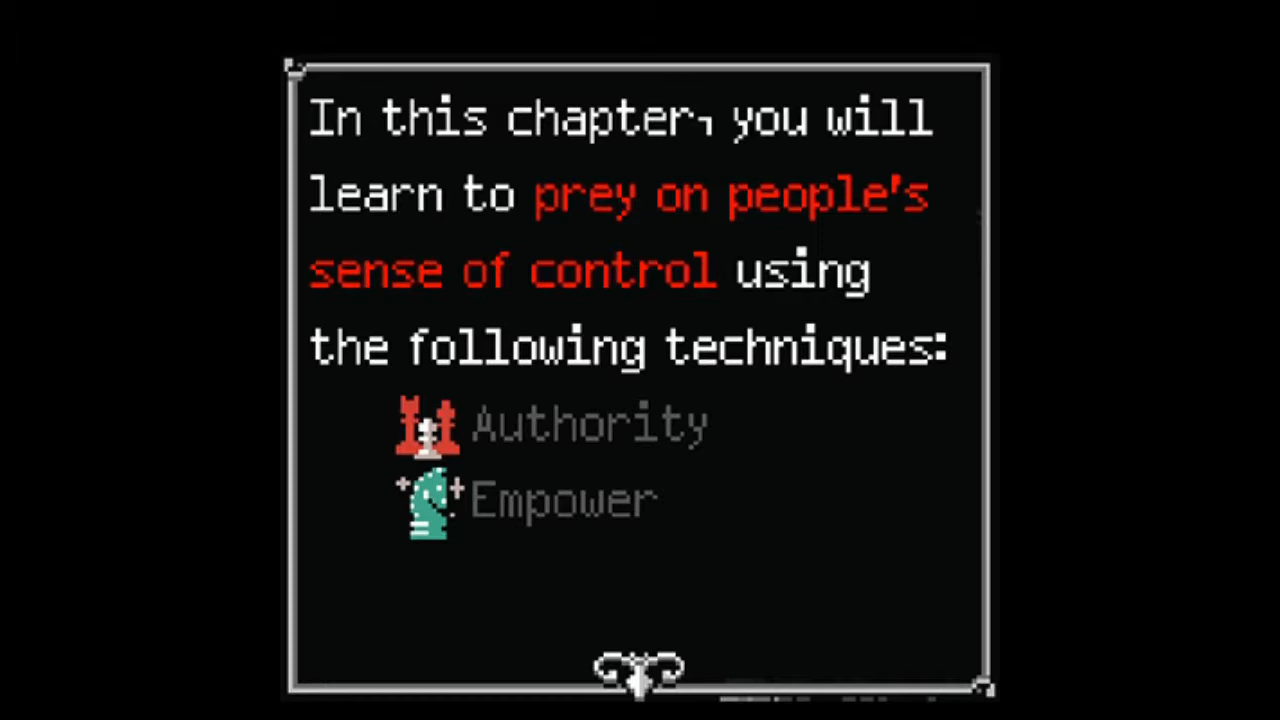 In this chapter, you will
learn to prey on people's
sense of control using
the following techniques:
Authority
Empower